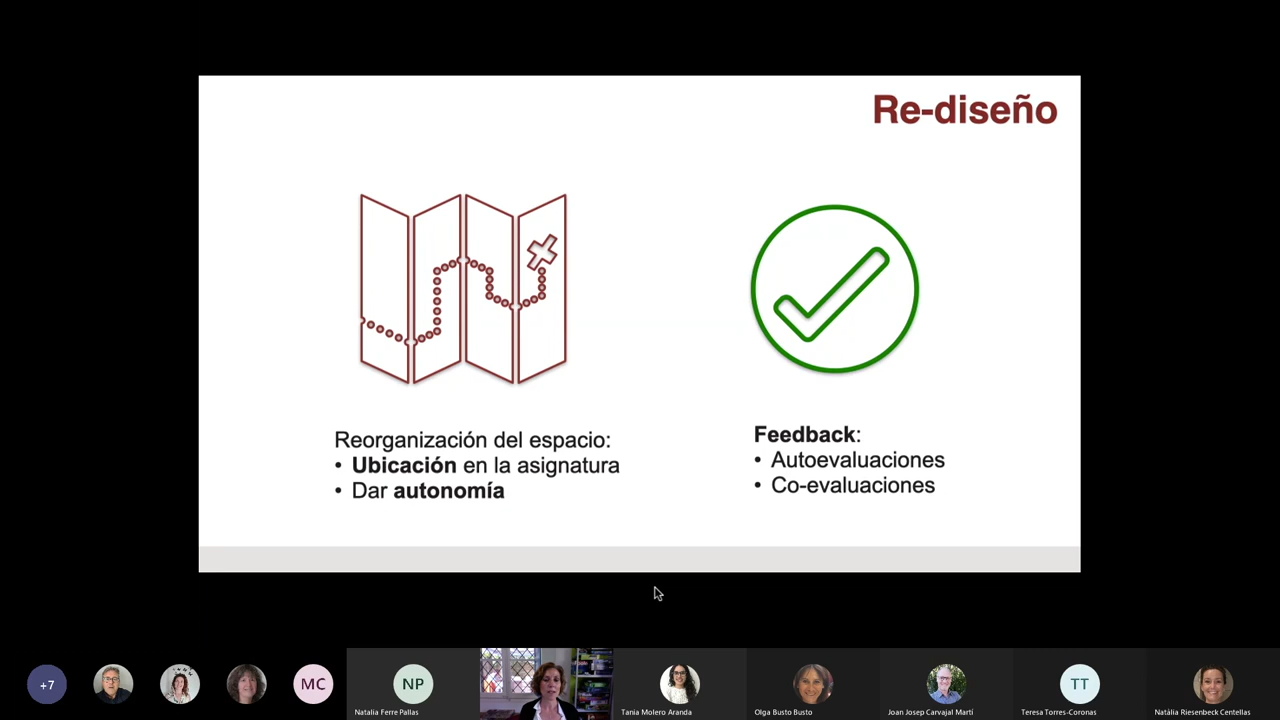 Re-diseño
Reorganización del espacio:
• Ubicación en la asignatura
• Dar autonomía
Feedback:
• Autoevaluaciones
• Co-evaluaciones
+7
MC
NP
TT
Natalia Ferre Pallas
Tania Molero Aranda
Olga Busto Busto
Joan Josep Carvajal Martí
Teresa Torres-Coronas
Natàlia Riesenbeck Centellas